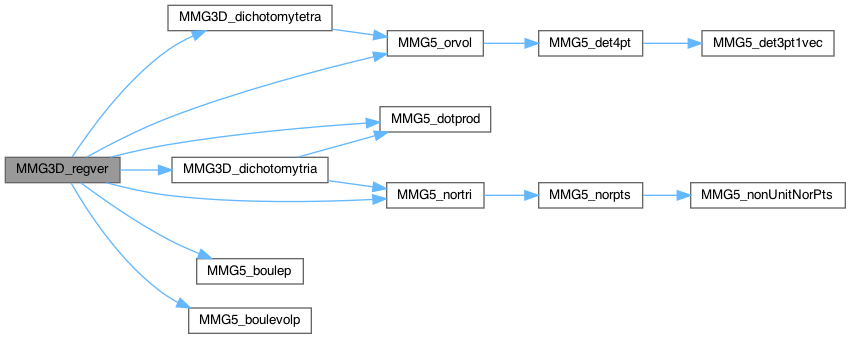 MMG3D_dichotomytetra
MMG5_orvol
MMG5_det4pt
MMG5_det3pt1vec
MMG5_dotprod
MMG3D_regver
MMG3D_dichotomytria
MMG5_nortri
MMG5_norpts
MMG5_nonUnitNorPts
MMG5_boulep
MMG5_boulevolp